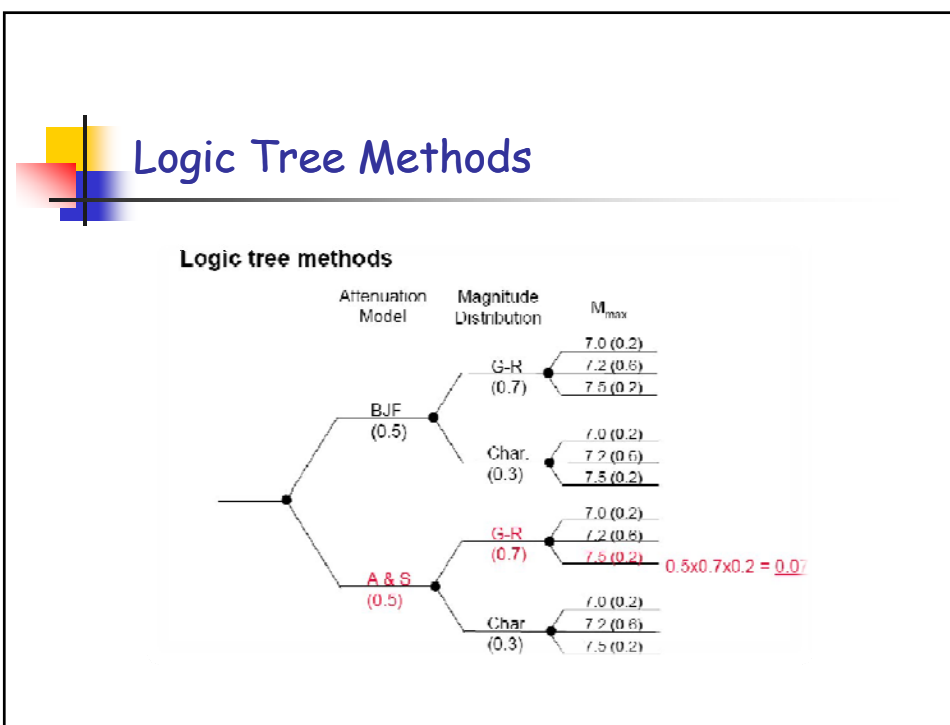 Logic Tree Methods
Logic tree methods
Attenuation Model
Magnitude Distribution
Mmax
BJF
(0.5)
G-R
(0.7)
7.0 (0.2)
7.2 (0.6)
7.5 (0.2)
Char.
(0.3)
7.0 (0.2)
7.2 (0.6)
7.5 (0.2)
A & S
(0.5)
G-R
(0.7)
7.0 (0.2)
7.2 (0.6)
7.5 (0.2)
0.5x0.7x0.2 = 0.07
Char
(0.3)
7.0 (0.2)
7.2 (0.6)
7.5 (0.2)